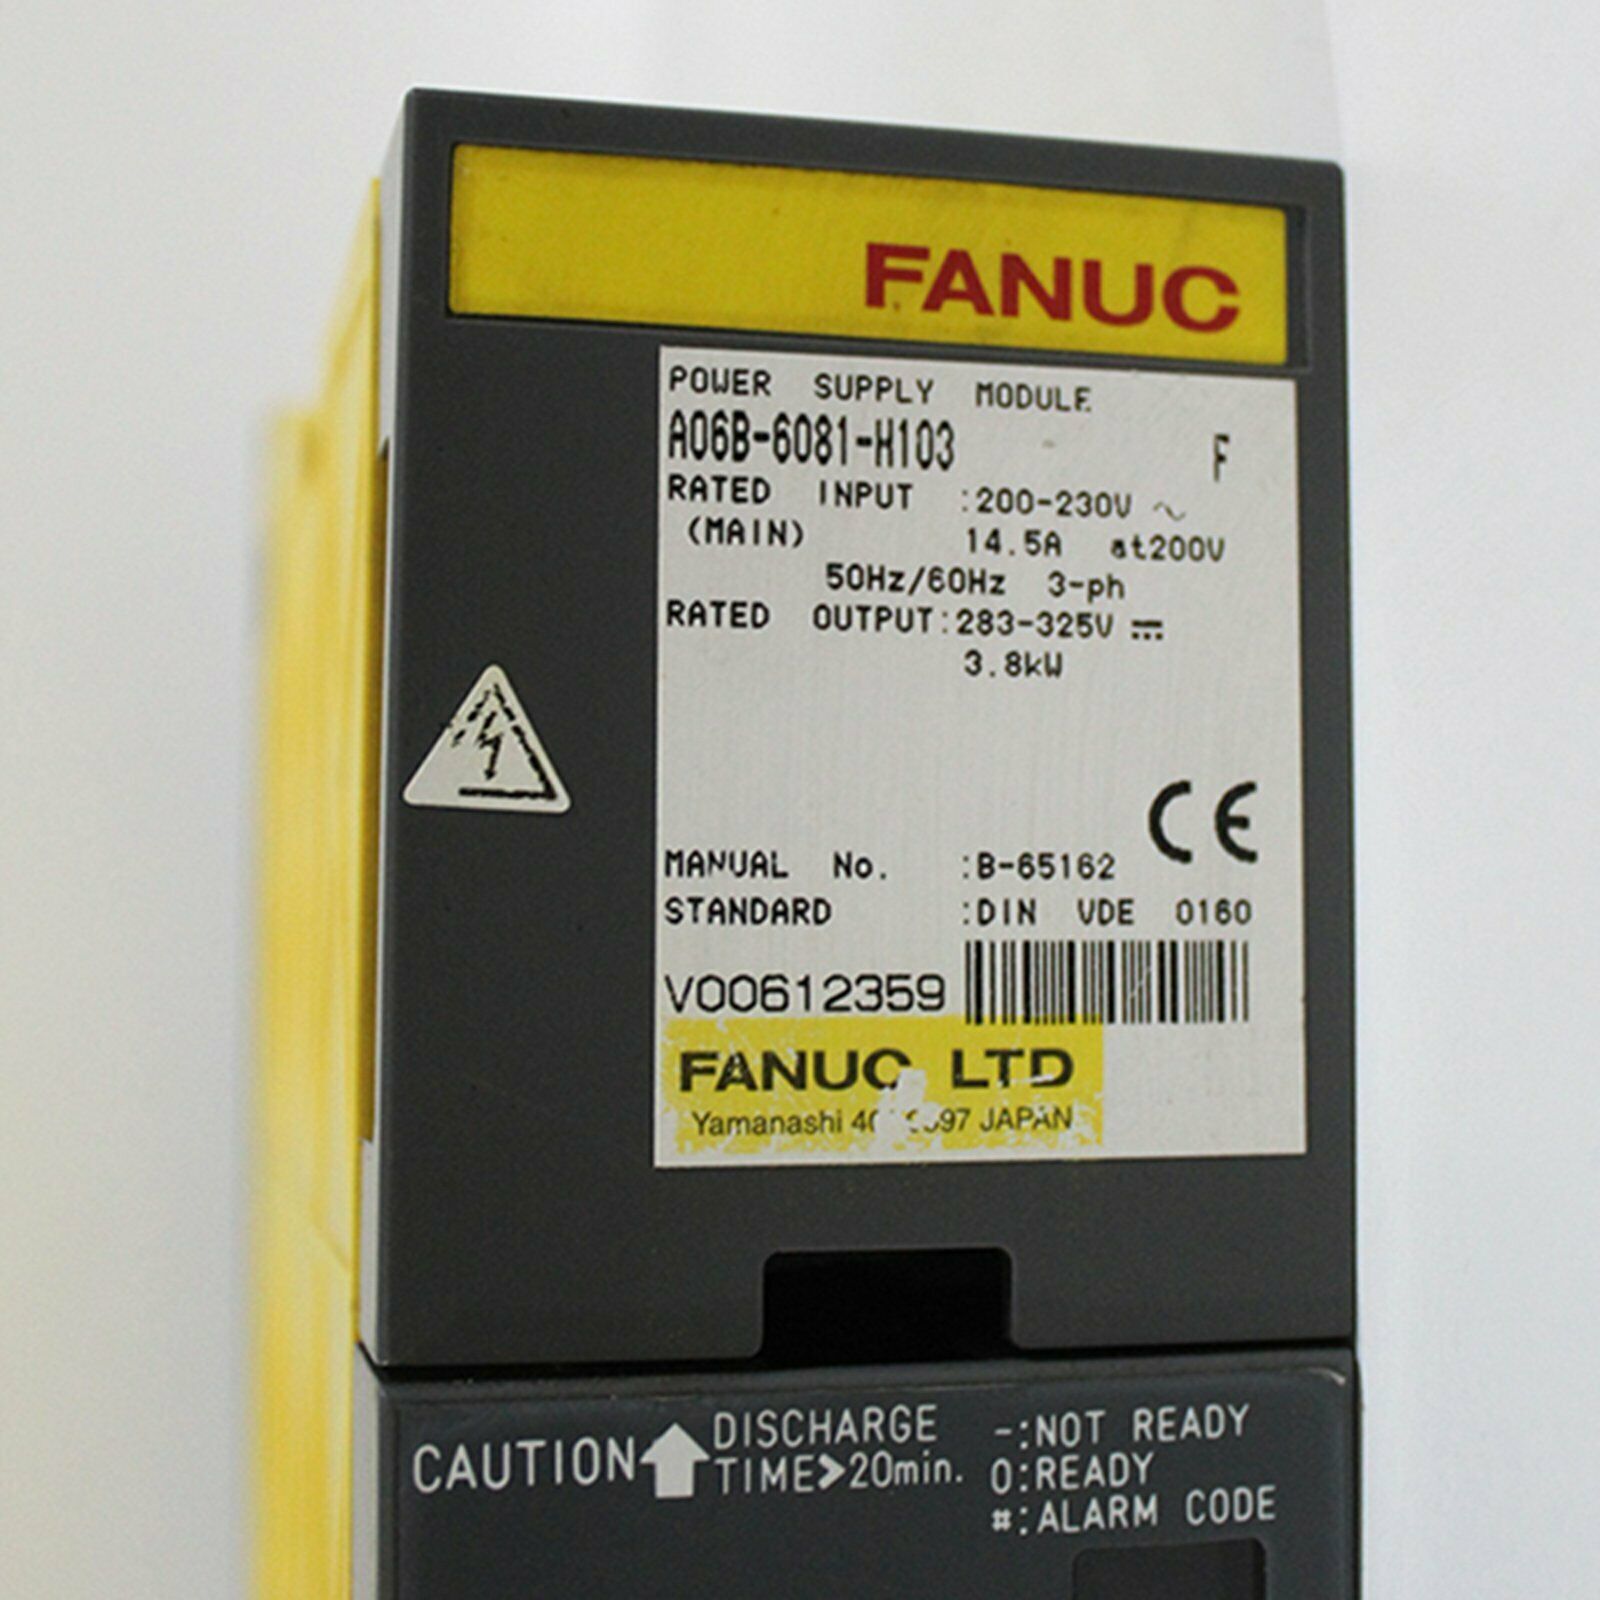 FANUC
POWER SUPPLY MODULE
A06B-6081-H103 F
RATED INPUT :200-230V ~
(MAIN) 14.5A at200V
50Hz/60Hz 3-ph
RATED OUTPUT:283-325V ⎓
3.8kW
CE
MANUAL No. :B-65162
STANDARD :DIN VDE 0160
V00612359
FANUC LTD
Yamanashi JAPAN
CAUTION
DISCHARGE
TIME>20min.
-:NOT READY
0:READY
#:ALARM CODE